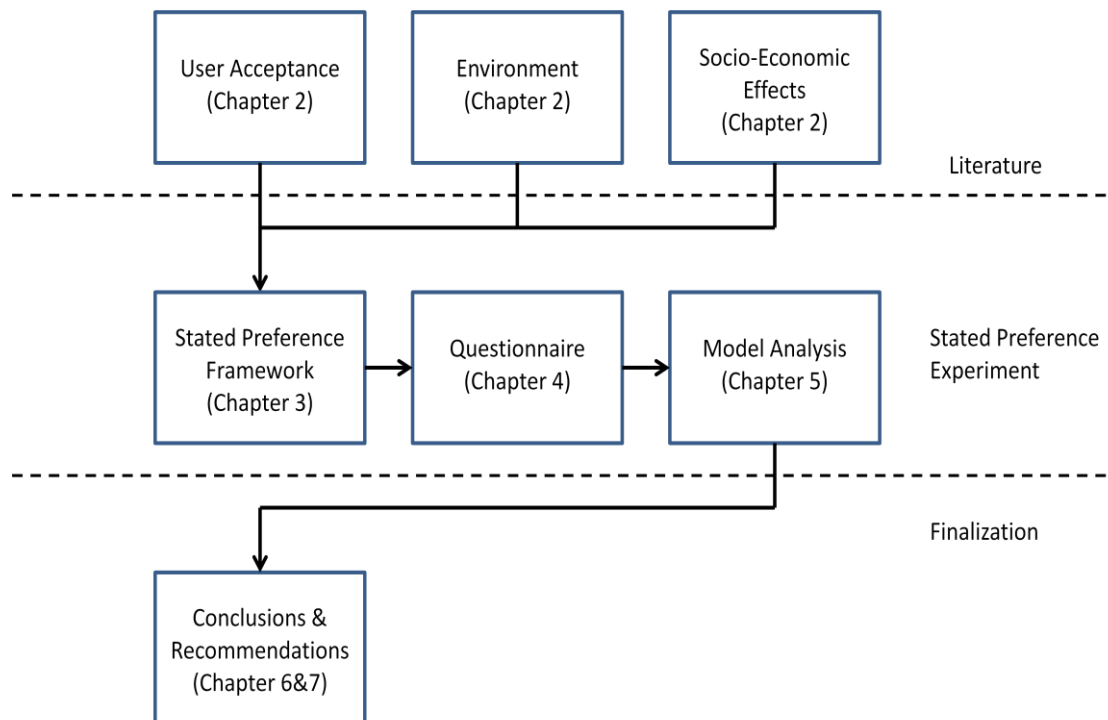 User Acceptance
(Chapter 2)
Environment
(Chapter 2)
Socio-Economic
Effects
(Chapter 2)
Literature
Stated Preference
Framework
(Chapter 3)
Questionnaire
(Chapter 4)
Model Analysis
(Chapter 5)
Stated Preference
Experiment
Finalization
Conclusions &
Recommendations
(Chapter 6&7)